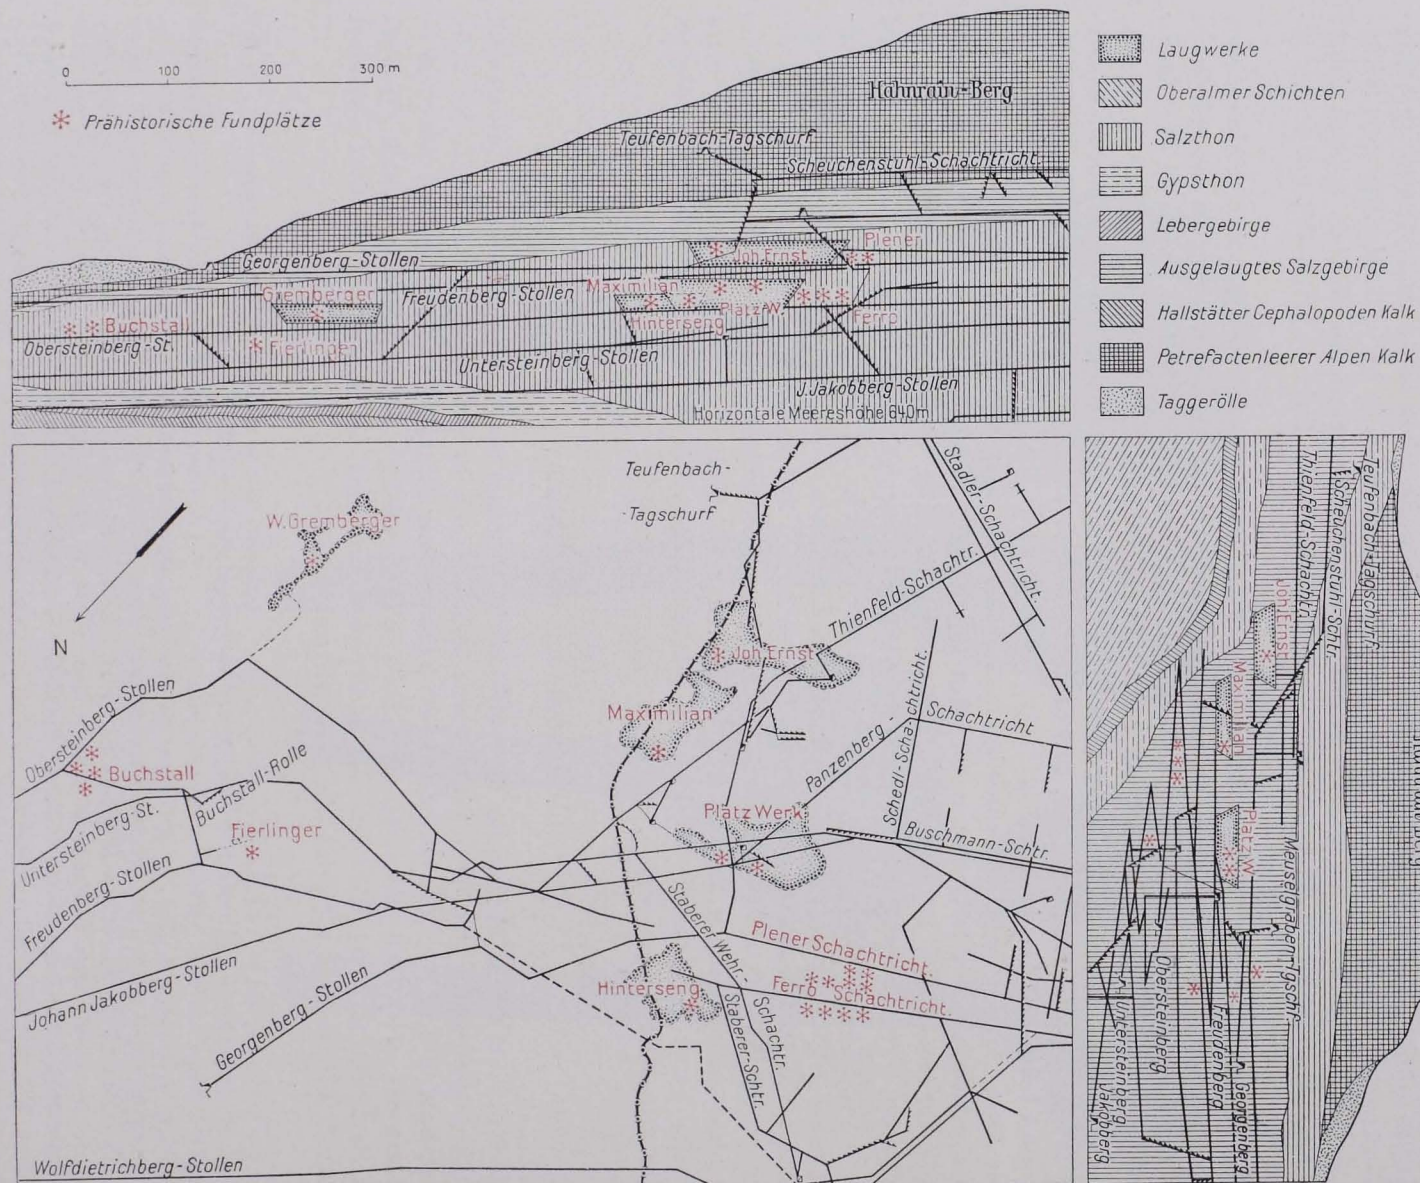 0 100 200 300 m
Prähistorische Fundplätze
Hahnrain-Berg
Teufenbach-Tagschurf
Scheuchenstuhl-Schachtricht.
Georgenberg-Stollen
Joh.Ernst
Plener
Gremberger
Freudenberg-Stollen
Maximilian
Platz W.
Hinterseng
Ferro
Buchstall
Obersteinberg-St.
Fierlingen
Untersteinberg-Stollen
J.Jakobberg-Stollen
Horizontale Meereshöhe 840m
Laugwerke
Oberalmer Schichten
Salzthon
Gypsthon
Lebergebirge
Ausgelaugtes Salzgebirge
Hallstätter Cephalopoden Kalk
Petrefactenleerer Alpen Kalk
Taggerölle
N
W.Gremberger
Teufenbach-
-Tagschurf
Stadler-Schachtricht.
Thienfeld-Schachtr.
Joh.Ernst
Maximilian
Obersteinberg-Stollen
Buchstall
Buchstall-Rolle
Untersteinberg-St.
Fierlinger
Freudenberg-Stollen
Johann Jakobberg-Stollen
Georgenberg-Stollen
Wolfdietrichberg-Stollen
Panzenberg-
Schachtricht
Schedl-Schachtricht.
Platz Werk
Buschmann-Schtr.
Staberer Wehr-Schachtr.
Plener Schachtricht.
Ferro Schachtricht.
Hinterseng
Staberer-Schtr.
Thienfeld-Schachtr.
Scheuchenstuhl-Schtr.
Teufenbach-Tagschurf
Joh.Ernst
Maximilian
Platz W.
Meuselgraben Tgschf.
Jakobberg
Untersteinberg
Obersteinberg
Freudenberg
Georgenberg